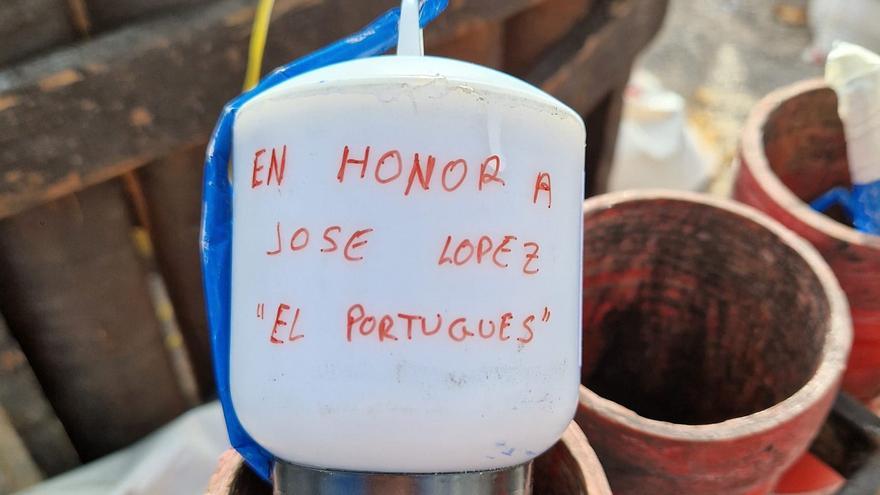 EN HONOR A
JOSE LOPEZ
"EL PORTUGUES"